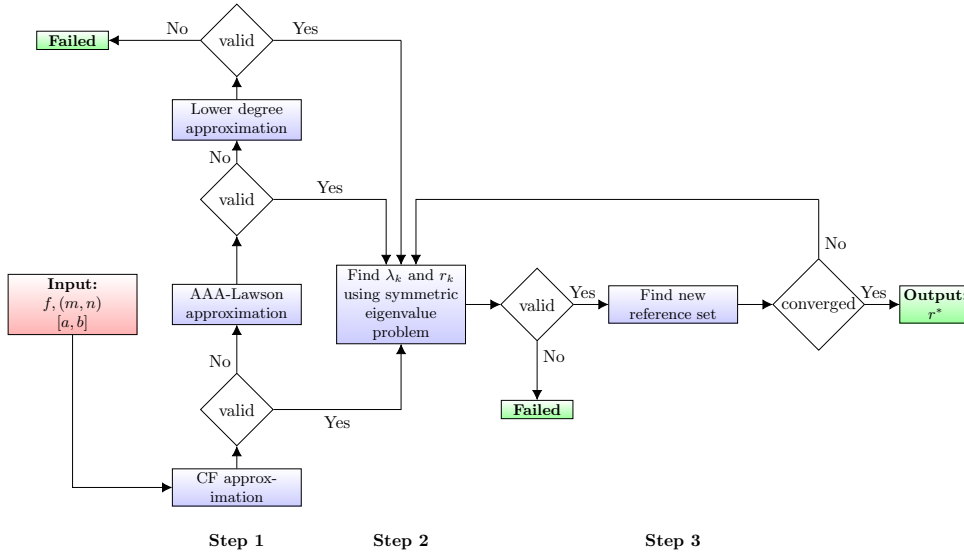 No
Yes
Failed
valid
Lower degree
approximation
No
Yes
valid
No
Input:
f, (m, n)
[a, b]
AAA-Lawson
approximation
Find λ_k and r_k
using symmetric
eigenvalue
problem
valid
Yes
Find new
reference set
converged
Yes
Output:
r*
No
No
Failed
valid
Yes
CF approx-
imation
Step 1
Step 2
Step 3